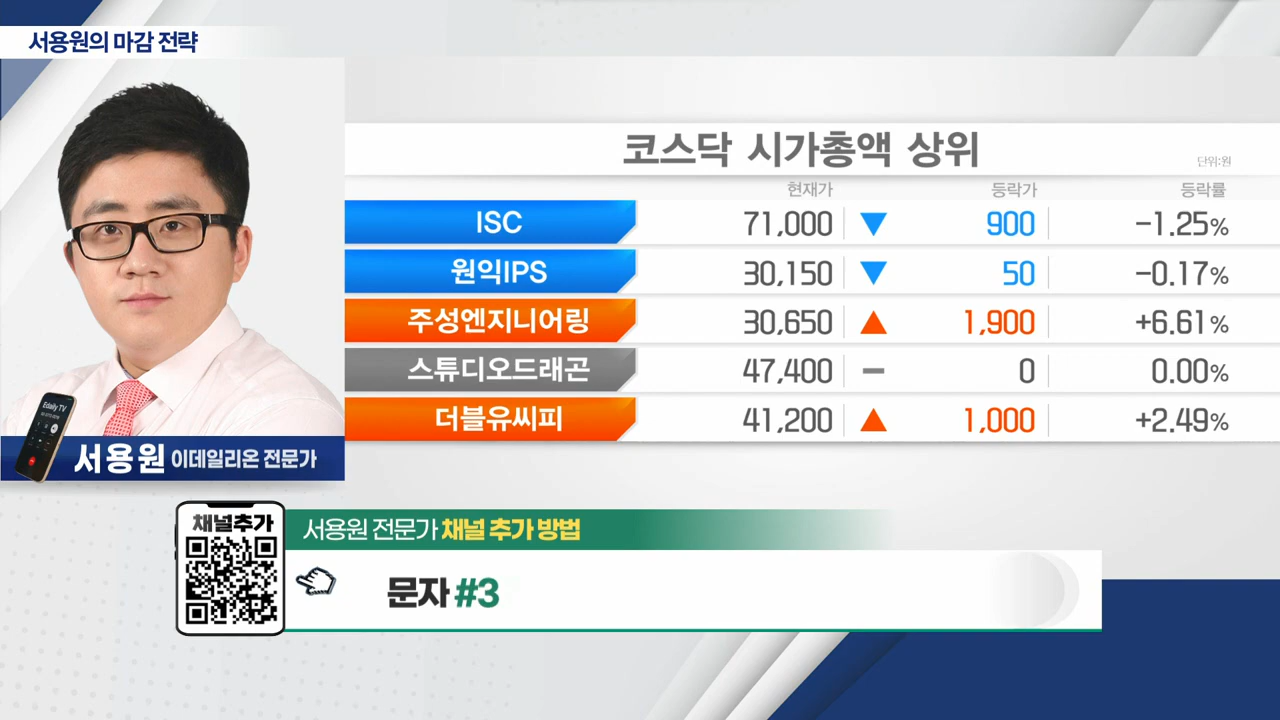 서용원의 마감 전략
코스닥 시가총액 상위
단위:원
현재가 등락가 등락률
ISC 71,000 ▼ 900 -1.25%
원익IPS 30,150 ▼ 50 -0.17%
주성엔지니어링 30,650 ▲ 1,900 +6.61%
스튜디오드래곤 47,400 - 0 0.00%
더블유씨피 41,200 ▲ 1,000 +2.49%
Edaily TV
서용원 이데일리온 전문가
채널추가
서용원 전문가 채널 추가 방법
문자 #3